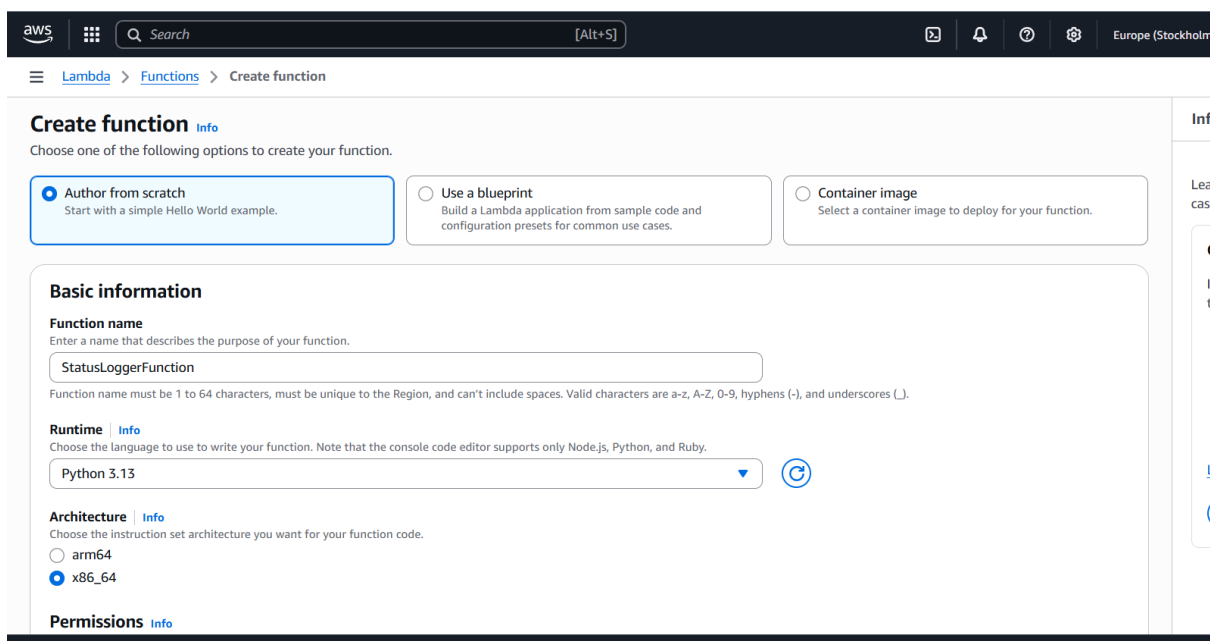 aws
Search [Alt+S] Europe (Stockholm
Lambda > Functions > Create function
Create function Info
Choose one of the following options to create your function.
Author from scratch
Start with a simple Hello World example.
Use a blueprint
Build a Lambda application from sample code and
configuration presets for common use cases.
Container image
Select a container image to deploy for your function.
Basic information
Function name
Enter a name that describes the purpose of your function.
StatusLoggerFunction
Function name must be 1 to 64 characters, must be unique to the Region, and can't include spaces. Valid characters are a-z, A-Z, 0-9, hyphens (-), and underscores (_).
Runtime Info
Choose the language to use to write your function. Note that the console code editor supports only Node.js, Python, and Ruby.
Python 3.13
Architecture Info
Choose the instruction set architecture you want for your function code.
arm64
x86_64
Permissions Info
Inf
Lea
cas